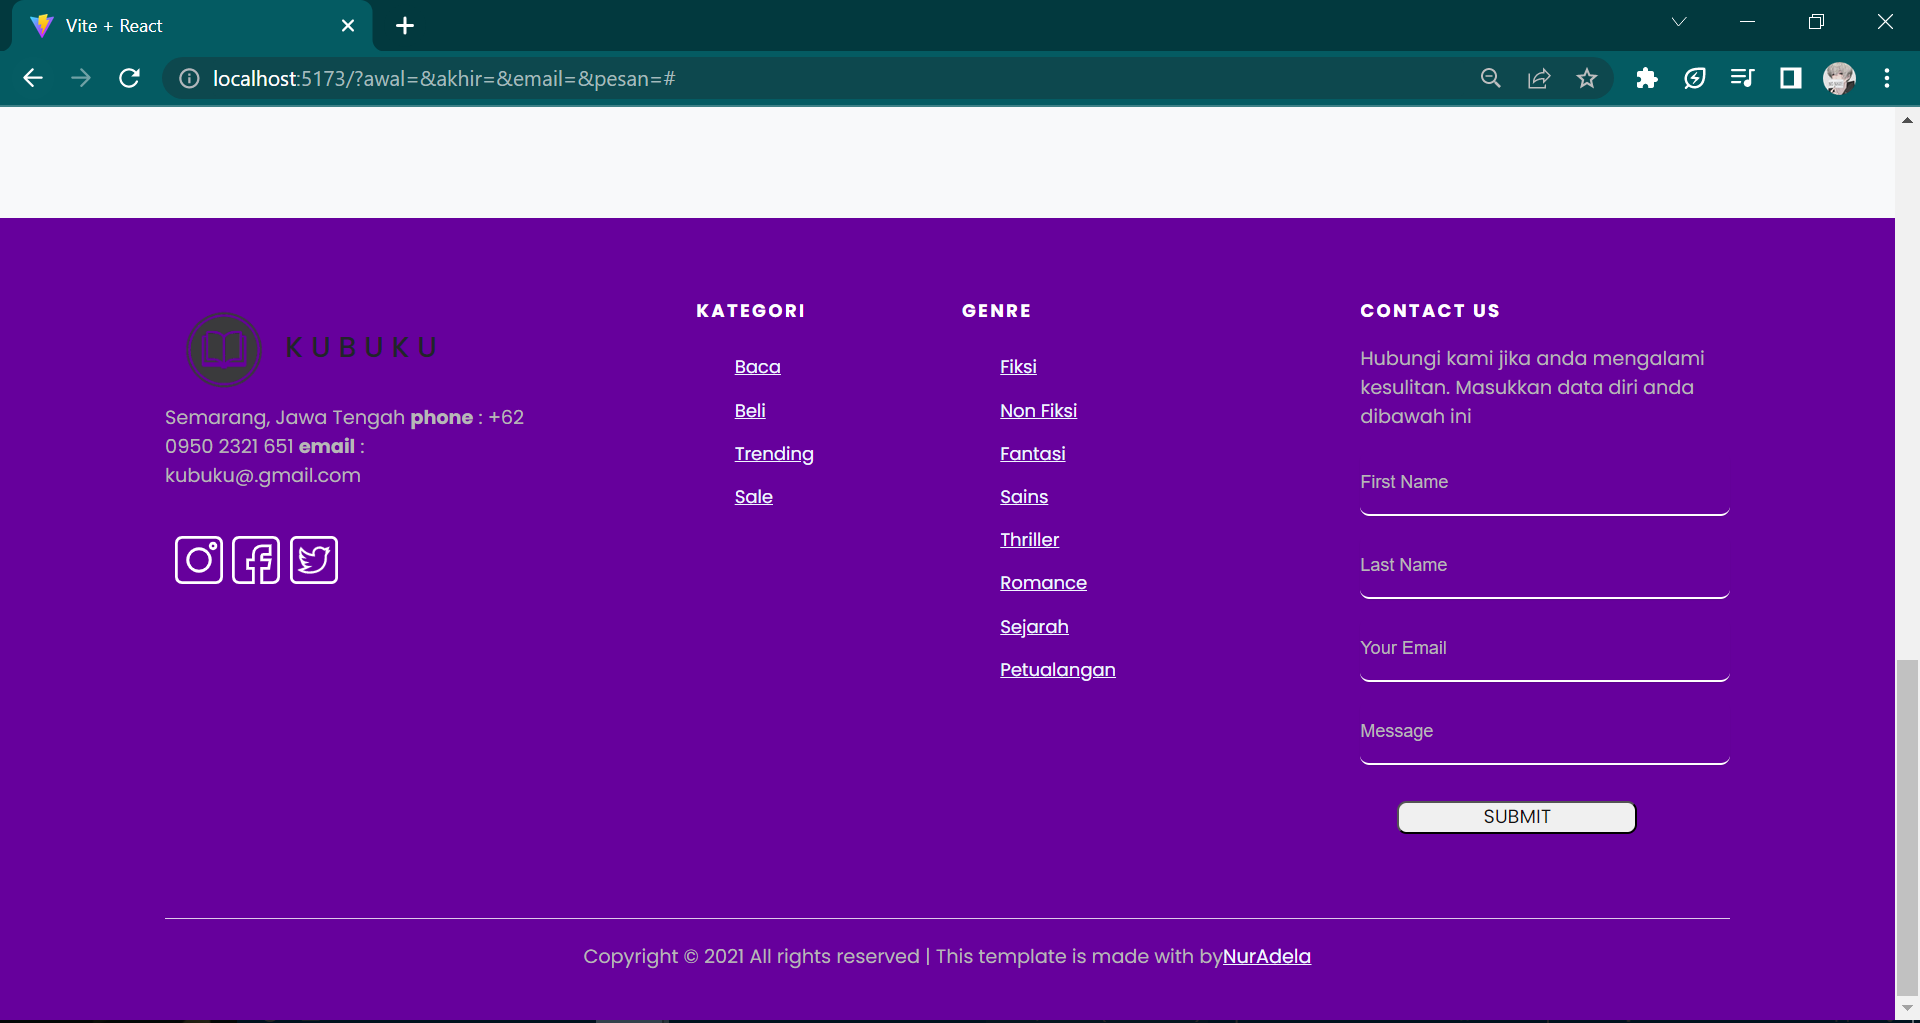 Vite + React
localhost:5173/?awal=&akhir=&email=&pesan=#
KUBUKU
Semarang, Jawa Tengah phone : +62
0950 2321 651 email :
kubuku@.gmail.com
KATEGORI
Baca
Beli
Trending
Sale
GENRE
Fiksi
Non Fiksi
Fantasi
Sains
Thriller
Romance
Sejarah
Petualangan
CONTACT US
Hubungi kami jika anda mengalami
kesulitan. Masukkan data diri anda
dibawah ini
First Name
Last Name
Your Email
Message
SUBMIT
Copyright © 2021 All rights reserved | This template is made with byNurAdela